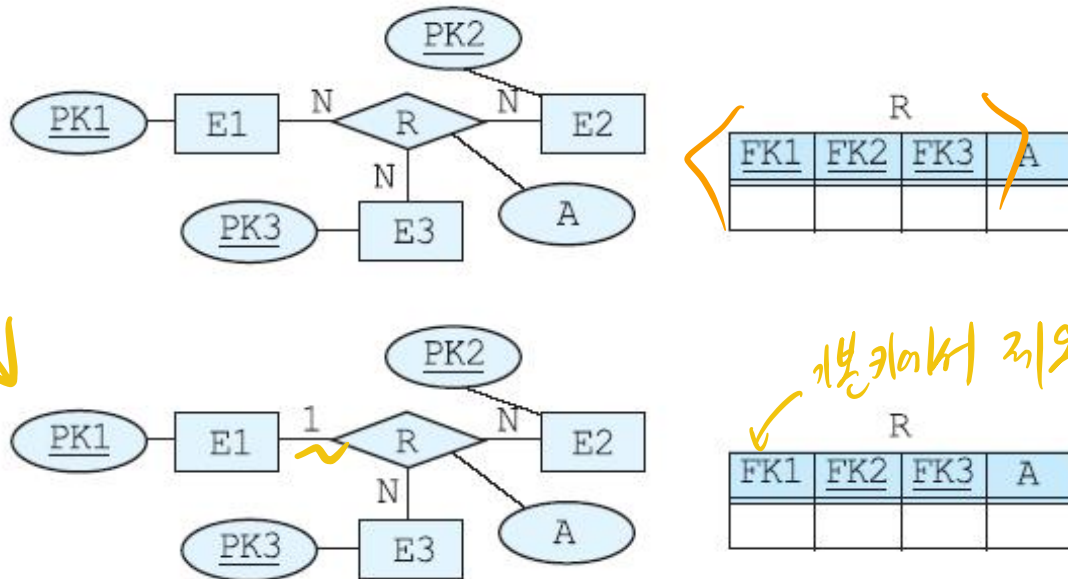 PK2
PK1 E1 N R N E2
N
PK3 E3 A
R
FK1 FK2 FK3 A
PK2
PK1 E1 1 R N E2
N
PK3 E3 A
기본키에서 제외
R
FK1 FK2 FK3 A